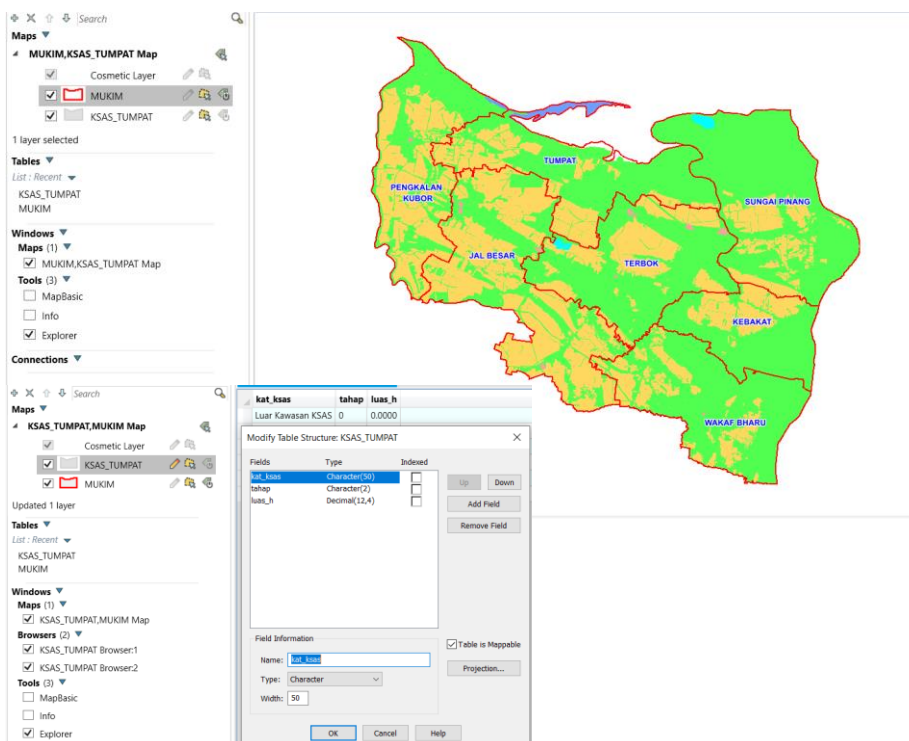 Search
Maps
MUKIM,KSAS_TUMPAT Map
Cosmetic Layer
MUKIM
KSAS_TUMPAT
1 layer selected
Tables
List : Recent
KSAS_TUMPAT
MUKIM
Windows
Maps (1)
MUKIM,KSAS_TUMPAT Map
Tools (3)
MapBasic
Info
Explorer
Connections
TUMPAT
PENGKALAN
KUBOR
SUNGAI PINANG
JAL BESAR
TERBOK
KEBAKAT
WAKAF BHARU
Search
Maps
KSAS_TUMPAT,MUKIM Map
Cosmetic Layer
KSAS_TUMPAT
MUKIM
Updated 1 layer
Tables
List : Recent
KSAS_TUMPAT
MUKIM
Windows
Maps (1)
KSAS_TUMPAT,MUKIM Map
Browsers (2)
KSAS_TUMPAT Browser:1
KSAS_TUMPAT Browser:2
Tools (3)
MapBasic
Info
Explorer
kat_ksas tahap luas_h
Luar Kawasan KSAS 0 0.0000
Modify Table Structure: KSAS_TUMPAT
Fields Type Indexed
kat_ksas Character(50)
tahap Character(2)
luas_h Decimal(12,4)
Up Down
Add Field
Remove Field
Field Information
Name: kat_ksas
Type: Character
Width: 50
Table is Mappable
Projection...
OK Cancel Help